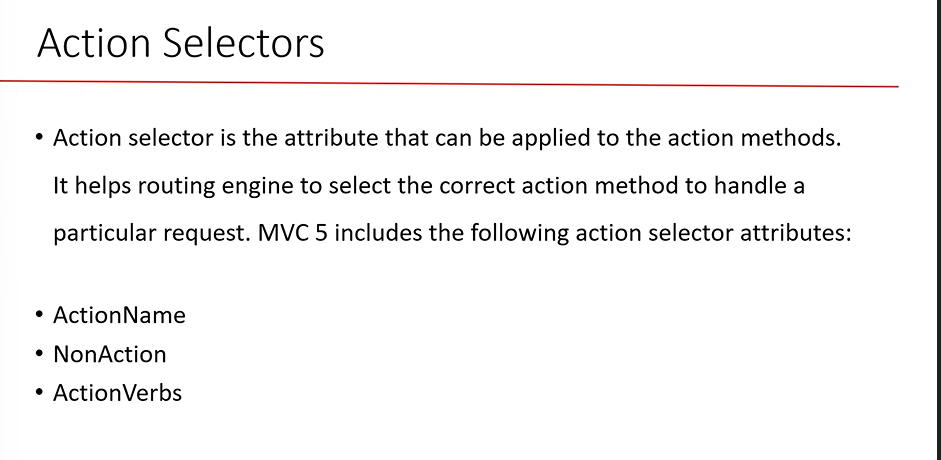 Action Selectors
• Action selector is the attribute that can be applied to the action methods.
It helps routing engine to select the correct action method to handle a
particular request. MVC 5 includes the following action selector attributes:
• ActionName
• NonAction
• ActionVerbs